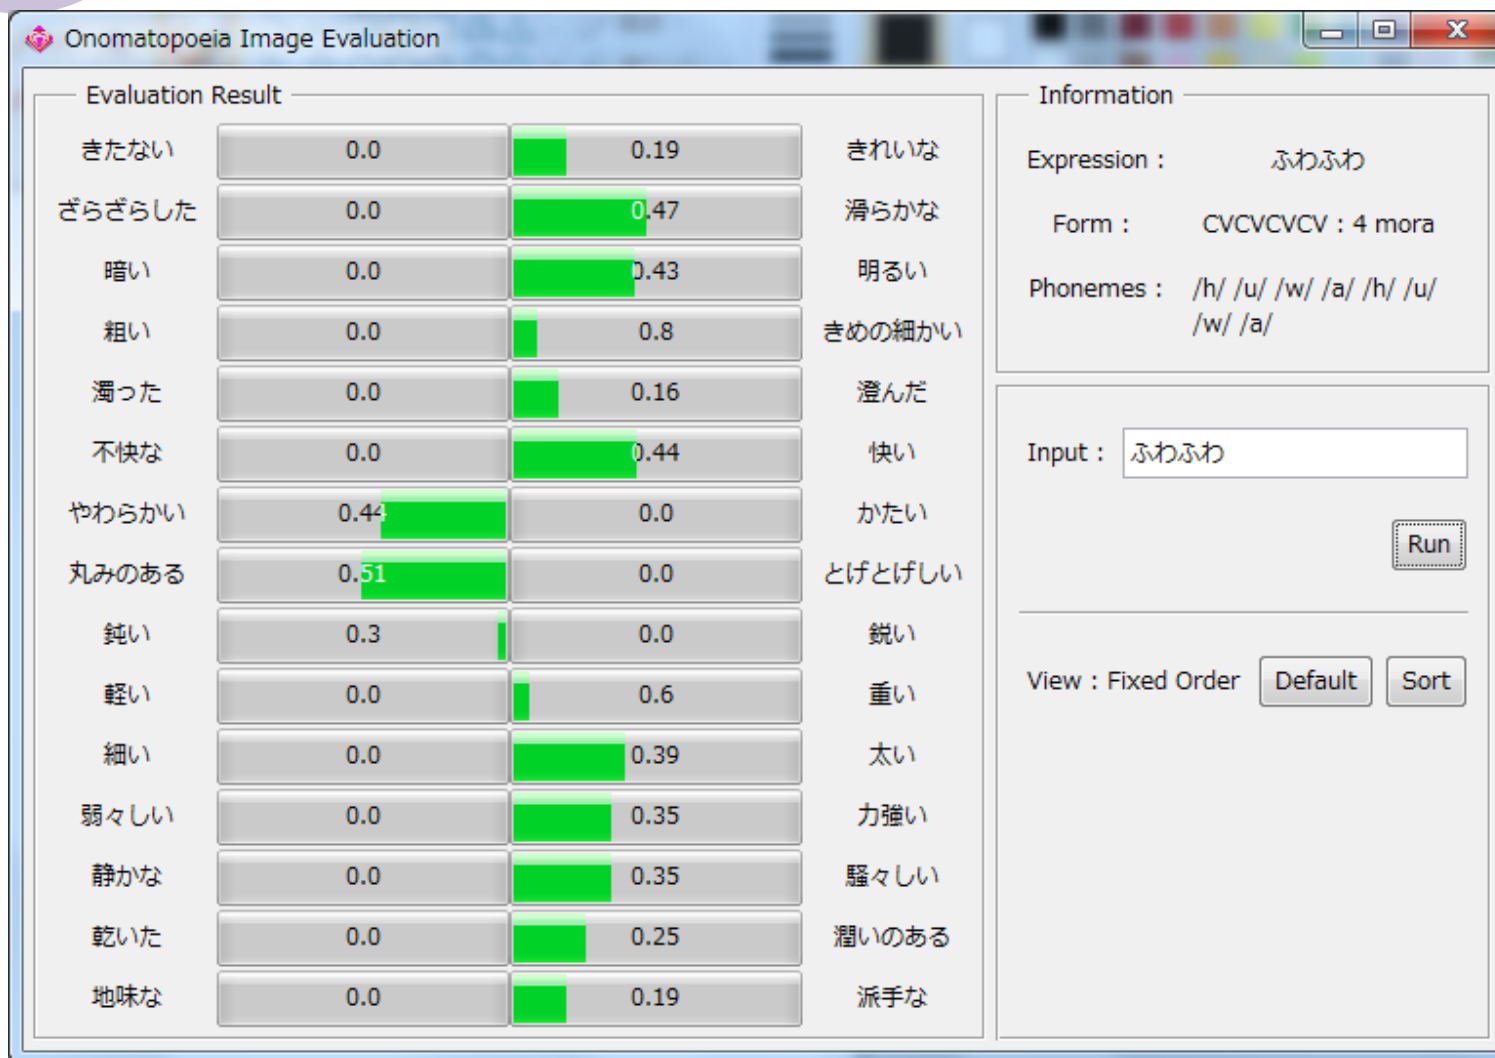 Onomatopoeia Image Evaluation
Evaluation Result
きたない 0.0 0.19 きれいな
ざらざらした 0.0 0.47 滑らかな
暗い 0.0 0.43 明るい
粗い 0.0 0.8 きめの細かい
濁った 0.0 0.16 澄んだ
不快な 0.0 0.44 快い
やわらかい 0.44 0.0 かたい
丸みのある 0.51 0.0 とげとげしい
鈍い 0.3 0.0 鋭い
軽い 0.0 0.6 重い
細い 0.0 0.39 太い
弱々しい 0.0 0.35 力強い
静かな 0.0 0.35 騒々しい
乾いた 0.0 0.25 潤いのある
地味な 0.0 0.19 派手な
Information
Expression : ふわふわ
Form : CVCVCVCV : 4 mora
Phonemes : /h/ /u/ /w/ /a/ /h/ /u/
/w/ /a/
Input : ふわふわ
Run
View : Fixed Order Default Sort